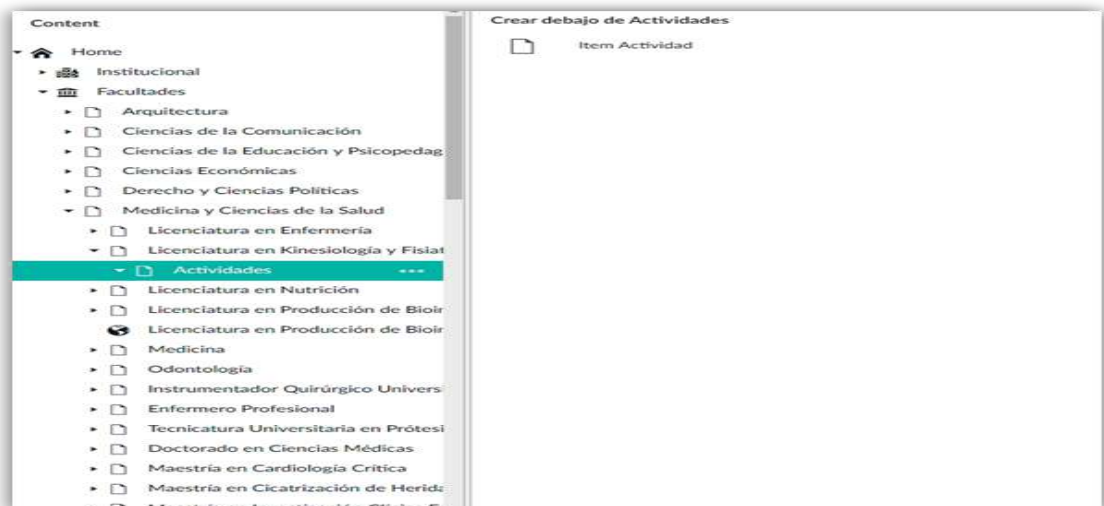 Content
Home
Institucional
Facultades
Arquitectura
Ciencias de la Comunicación
Ciencias de la Educación y Psicopedag
Ciencias Económicas
Derecho y Ciencias Políticas
Medicina y Ciencias de la Salud
Licenciatura en Enfermería
Licenciatura en Kinesiología y Fisiat
Actividades
Licenciatura en Nutrición
Licenciatura en Producción de Bioir
Licenciatura en Producción de Bioir
Medicina
Odontología
Instrumentador Quirúrgico Univers
Enfermero Profesional
Tecnicatura Universitaria en Prótesi
Doctorado en Ciencias Médicas
Maestría en Cardiología Crítica
Maestría en Cicatrización de Herida
Crear debajo de Actividades
Item Actividad